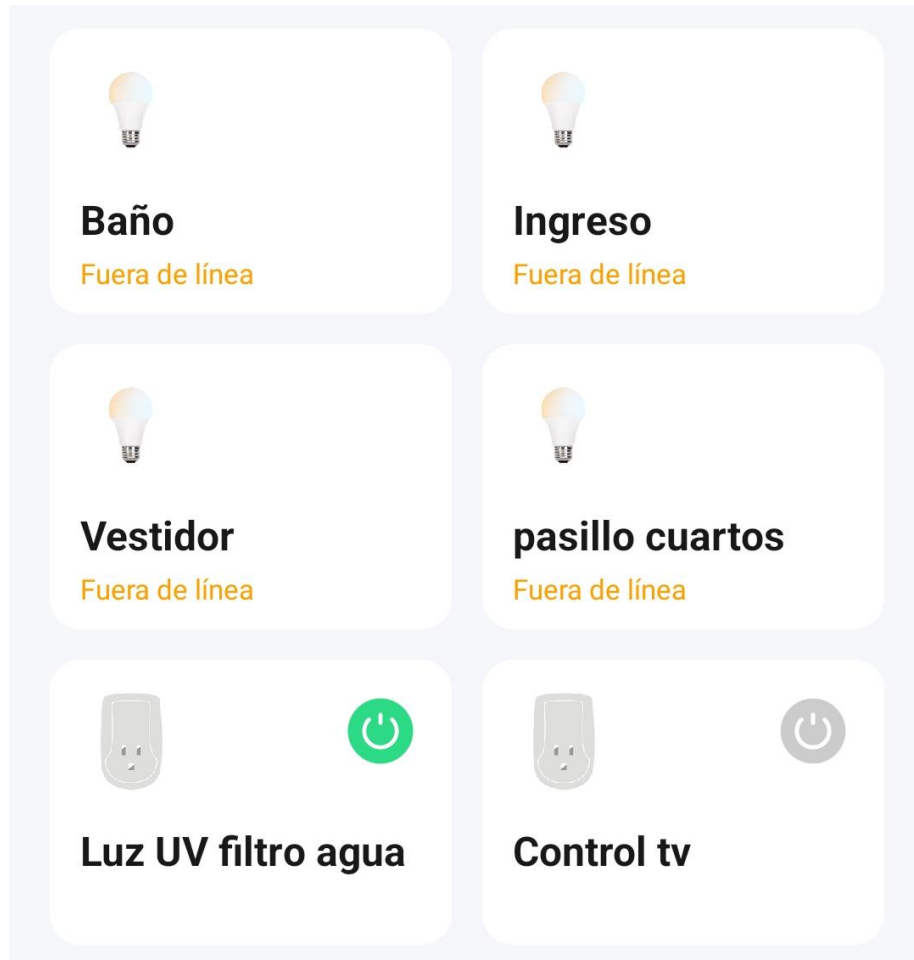 Baño
Fuera de línea
Ingreso
Fuera de línea
Vestidor
Fuera de línea
pasillo cuartos
Fuera de línea
Luz UV filtro agua
Control tv